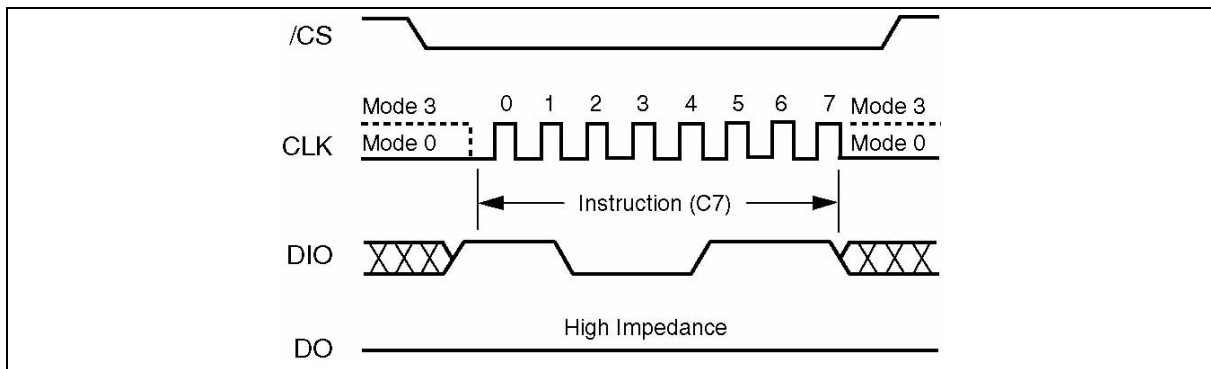 /CS
0 1 2 3 4 5 6 7
Mode 3 Mode 3
CLK Mode 0 Mode 0
Instruction (C7)
DIO
High Impedance
DO